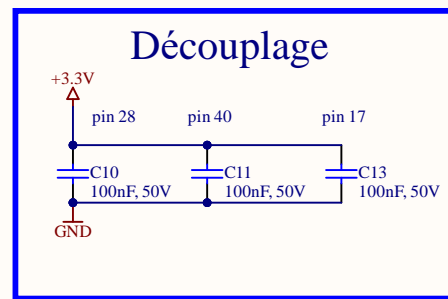 Découplage
+3.3V
pin 28 pin 40 pin 17
C10 C11 C13
100nF, 50V 100nF, 50V 100nF, 50V
GND